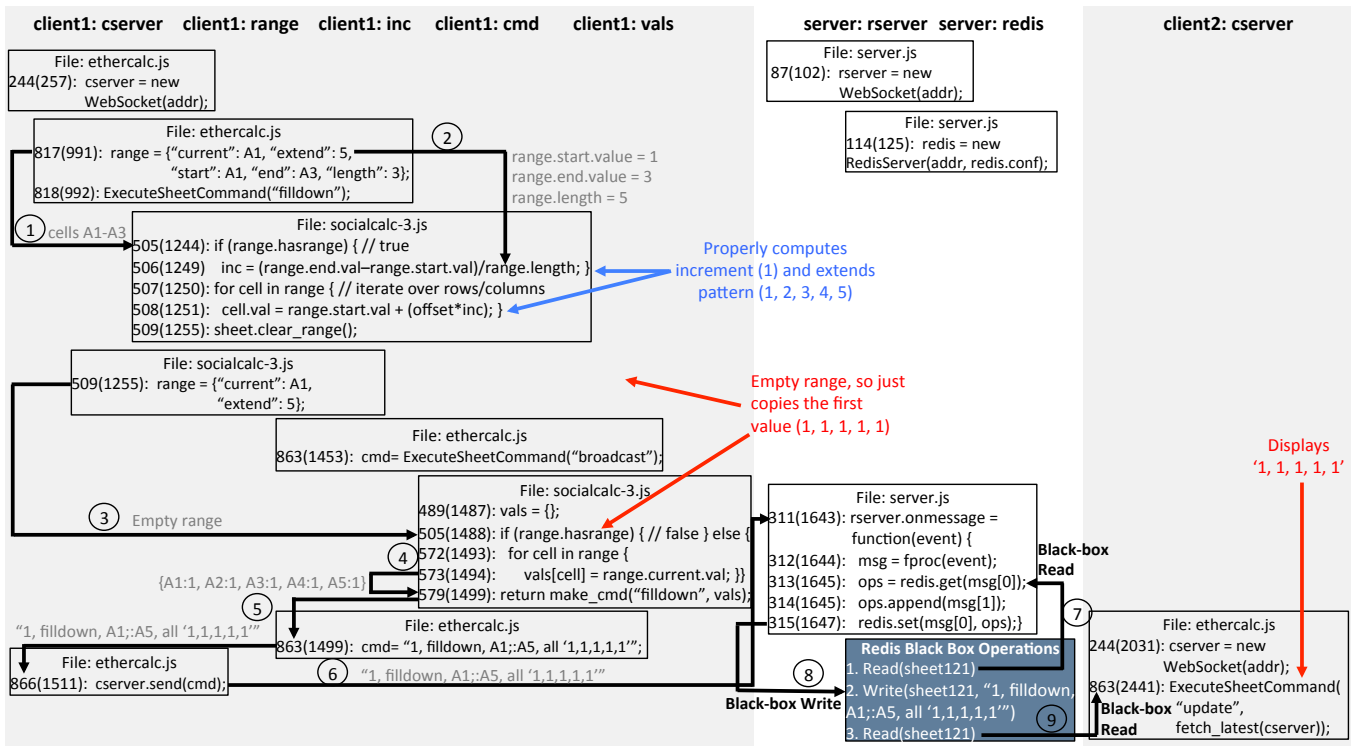 client1: cserver client1: range client1: inc client1: cmd client1: vals server: rserver server: redis client2: cserver
File: ethercalc.js
244(257): cserver = new
WebSocket(addr);
File: server.js
87(102): rserver = new
WebSocket(addr);
File: server.js
114(125): redis = new
RedisServer(addr, redis.conf);
File: ethercalc.js
817(991): range = {“current”: A1, “extend”: 5,
“start”: A1, “end”: A3, “length”: 3};
818(992): ExecuteSheetCommand(“filldown”);
2
range.start.value = 1
range.end.value = 3
range.length = 5
1
cells A1-A3
File: socialcalc-3.js
505(1244): if (range.hasrange) { // true
506(1249) inc = (range.end.val–range.start.val)/range.length; }
507(1250): for cell in range { // iterate over rows/columns
508(1251): cell.val = range.start.val + (offset*inc); }
509(1255): sheet.clear_range();
Properly computes
increment (1) and extends
pattern (1, 2, 3, 4, 5)
File: socialcalc-3.js
509(1255): range = {“current”: A1,
“extend”: 5};
Empty range, so just
copies the first
value (1, 1, 1, 1, 1)
File: ethercalc.js
863(1453): cmd= ExecuteSheetCommand(“broadcast”);
Displays
‘1, 1, 1, 1, 1’
3
Empty range
File: socialcalc-3.js
489(1487): vals = {};
505(1488): if (range.hasrange) { // false } else {
572(1493): for cell in range {
573(1494): vals[cell] = range.current.val; }}
579(1499): return make_cmd(“filldown”, vals);
4
{A1:1, A2:1, A3:1, A4:1, A5:1}
File: server.js
311(1643): rserver.onmessage =
function(event) {
312(1644): msg = fproc(event);
313(1645): ops = redis.get(msg[0]);
314(1645): ops.append(msg[1]);
315(1647): redis.set(msg[0], ops);}
Black-box
Read
7
5
“1, filldown, A1;:A5, all ‘1,1,1,1,1’”
File: ethercalc.js
863(1499): cmd= “1, filldown, A1;:A5, all ‘1,1,1,1,1’”;
File: ethercalc.js
866(1511): cserver.send(cmd);
6
“1, filldown, A1;:A5, all ‘1,1,1,1,1’”
8
Black-box Write
Redis Black Box Operations
1. Read(sheet121)
2. Write(sheet121, “1, filldown,
A1;:A5, all ‘1,1,1,1,1’”)
3. Read(sheet121)
9
File: ethercalc.js
244(2031): cserver = new
WebSocket(addr);
863(2441): ExecuteSheetCommand(
“update”,
fetch_latest(cserver));
Black-box
Read